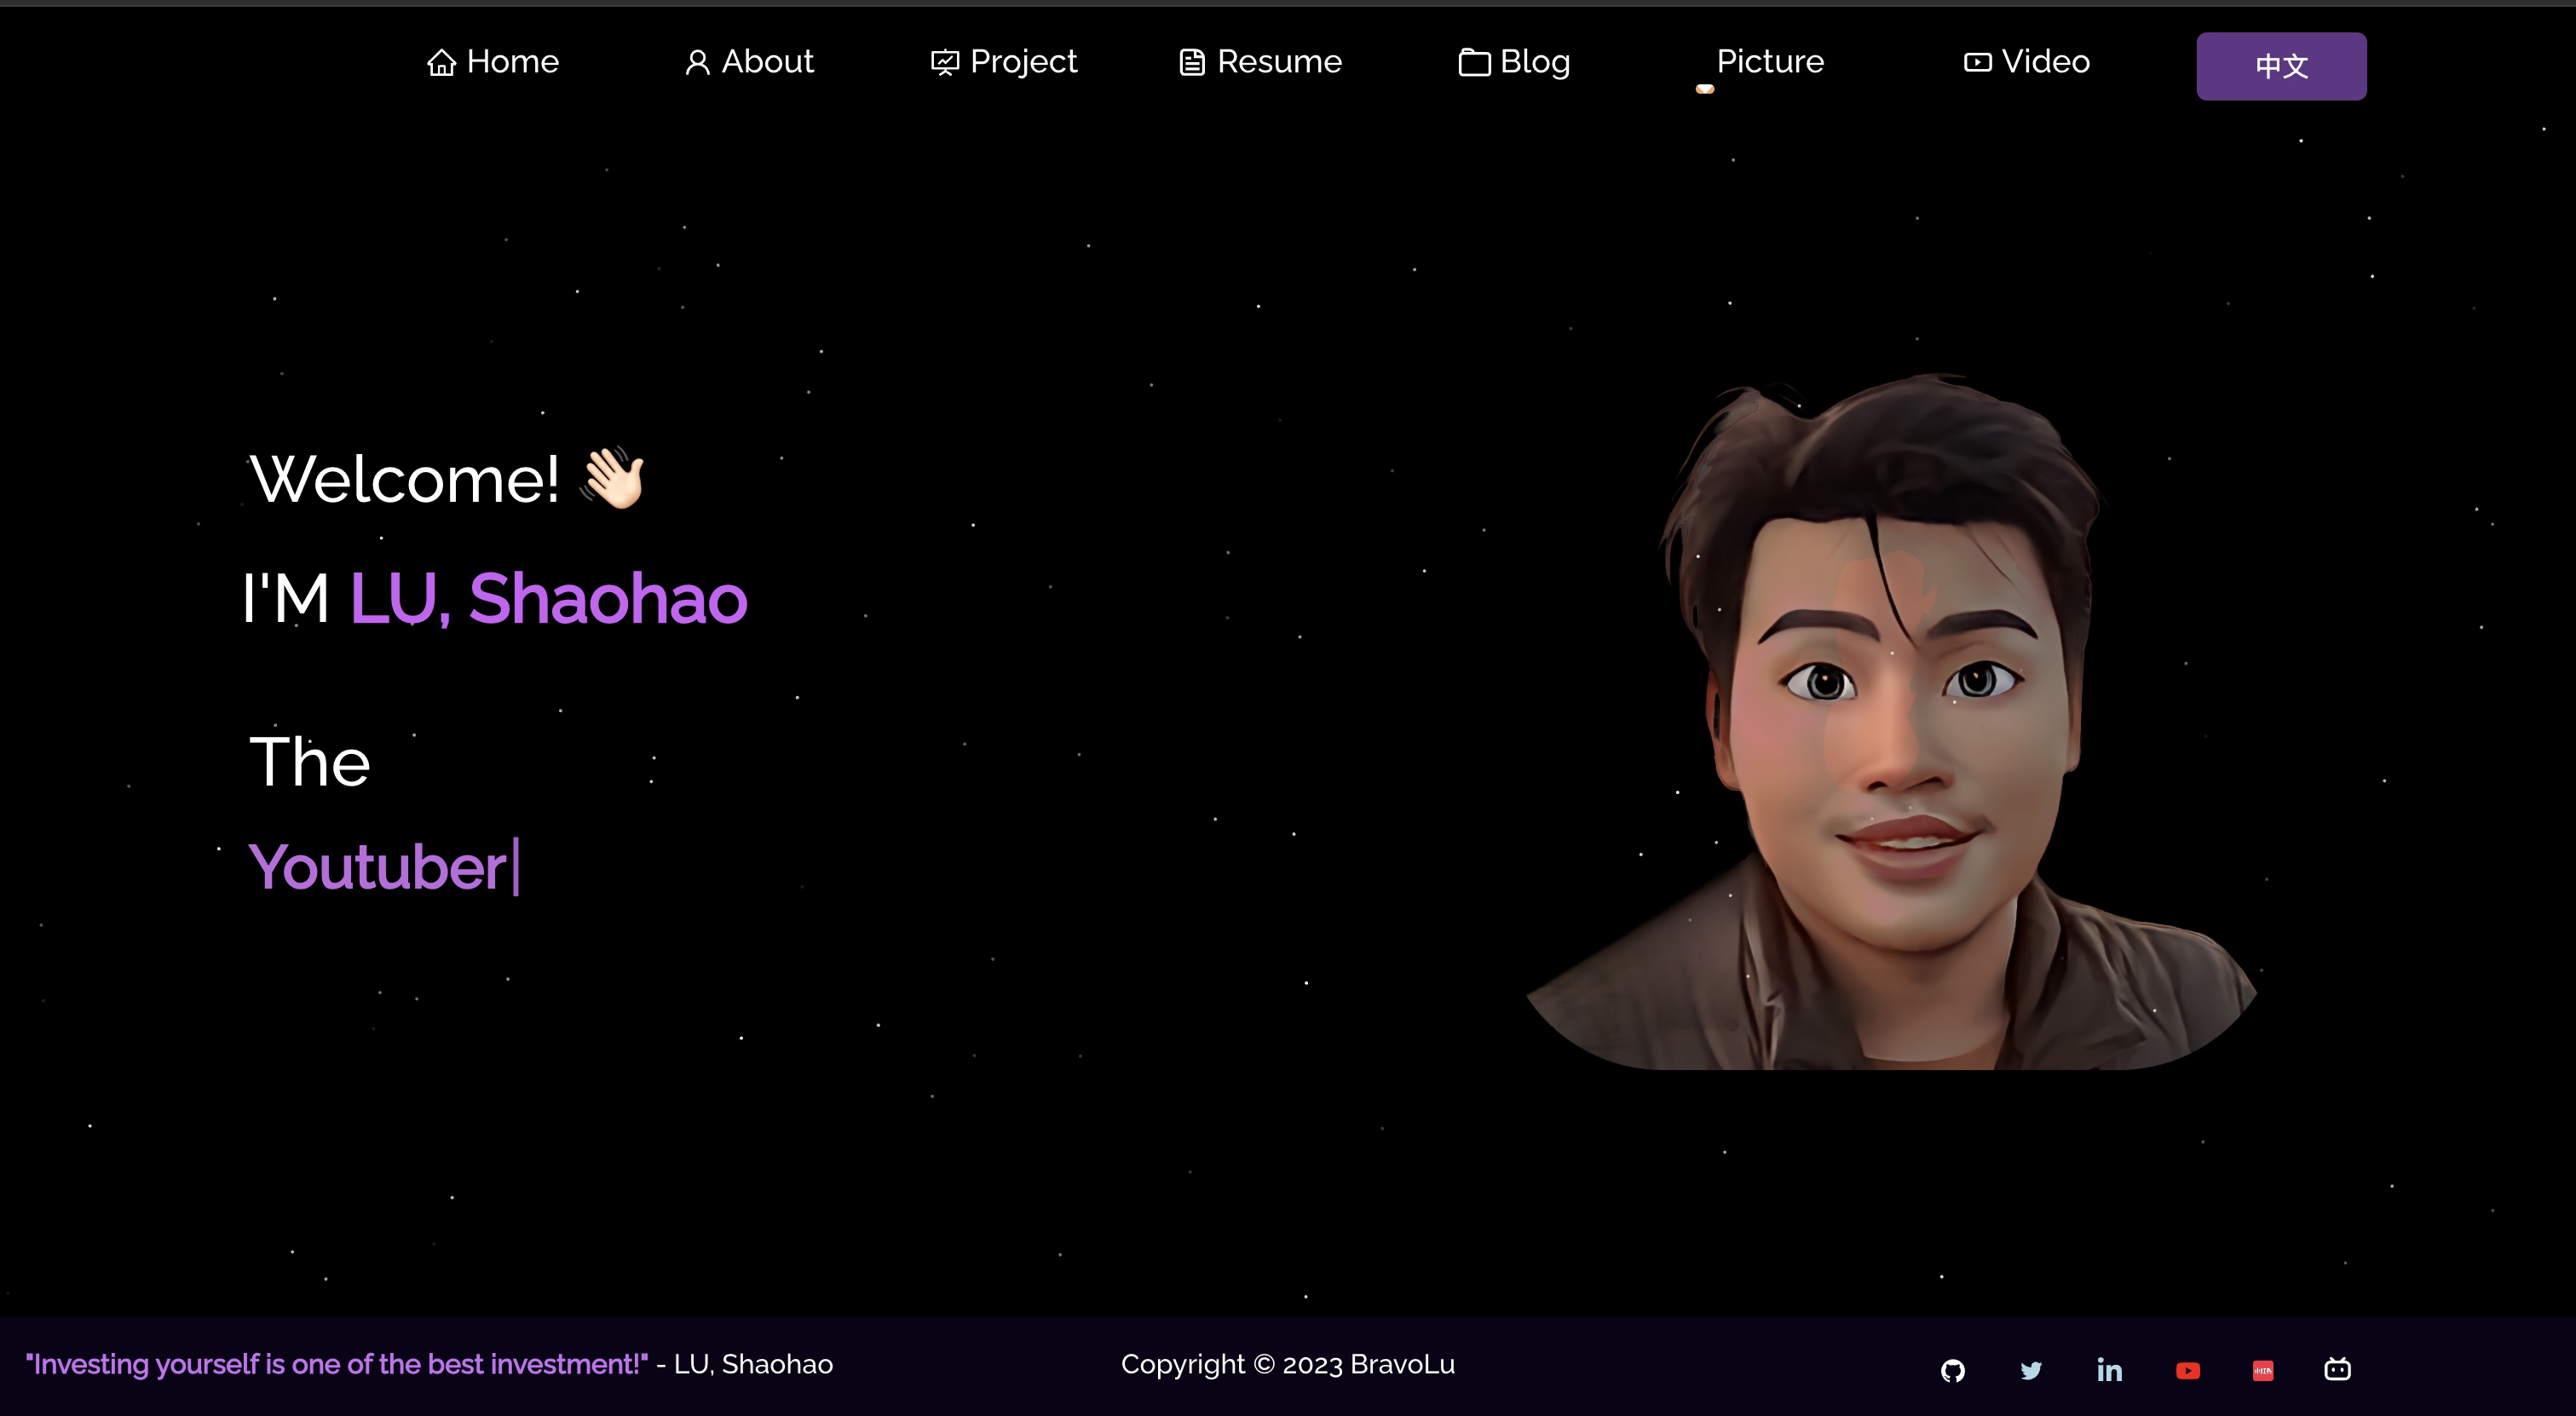 Home About Project Resume Blog Picture Video 中文
Welcome! 👋🏻
I'M LU, Shaohao
The
Youtuber|
"Investing yourself is one of the best investment!" - LU, Shaohao Copyright © 2023 BravoLu